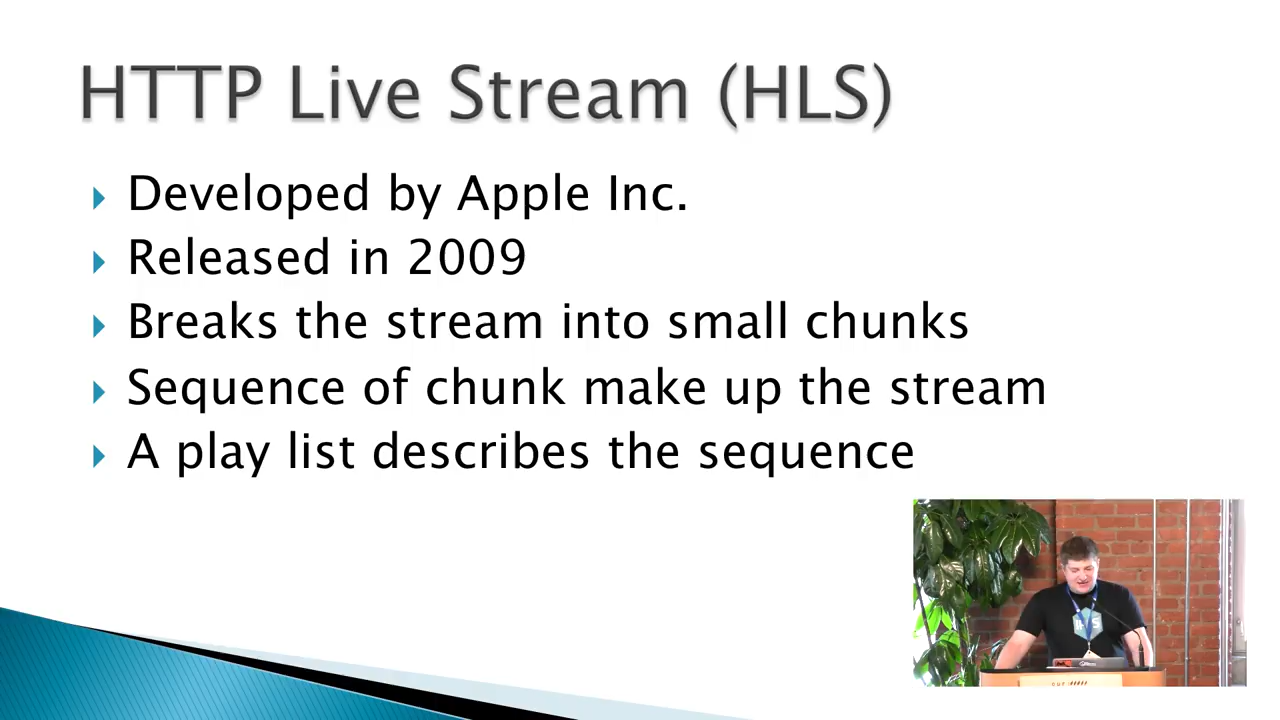 HTTP Live Stream (HLS)
Developed by Apple Inc.
Released in 2009
Breaks the stream into small chunks
Sequence of chunk make up the stream
A play list describes the sequence